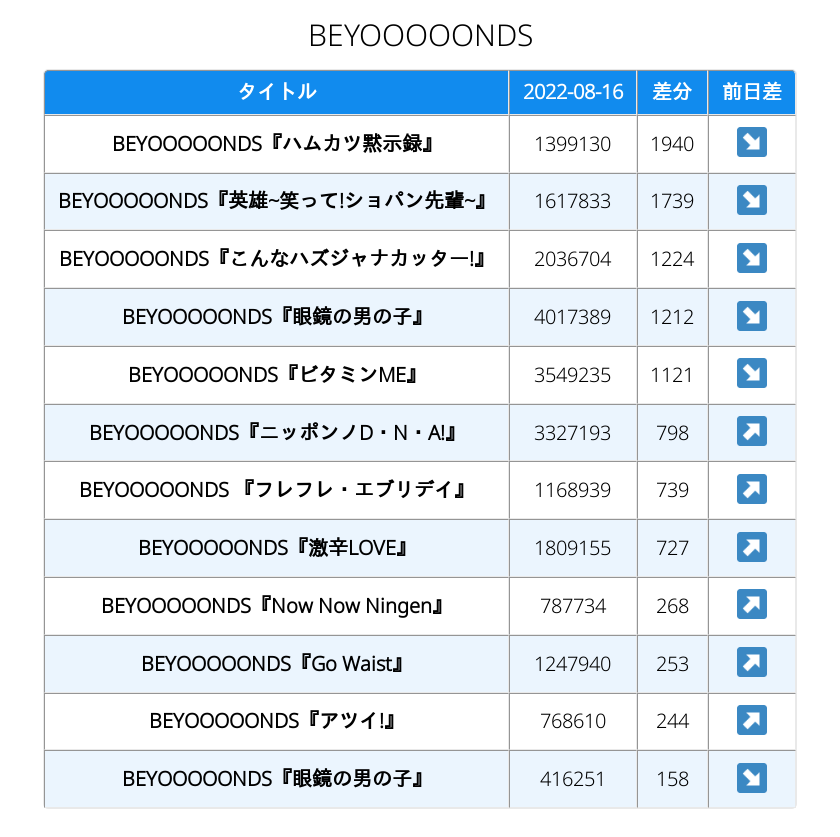 BEYOOOOONDS
タイトル 2022-08-16 差分 前日差
BEYOOOOONDS『ハムカツ黙示録』 1399130 1940 ↘
BEYOOOOONDS『英雄~笑って!ショパン先輩~』 1617833 1739 ↘
BEYOOOOONDS『こんなハズジャナカッター!』 2036704 1224 ↘
BEYOOOOONDS『眼鏡の男の子』 4017389 1212 ↘
BEYOOOOONDS『ビタミンME』 3549235 1121 ↘
BEYOOOOONDS『ニッポンノD・N・A!』 3327193 798 ↗
BEYOOOOONDS 『フレフレ・エブリデイ』 1168939 739 ↗
BEYOOOOONDS『激辛LOVE』 1809155 727 ↗
BEYOOOOONDS『Now Now Ningen』 787734 268 ↗
BEYOOOOONDS『Go Waist』 1247940 253 ↗
BEYOOOOONDS『アツイ!』 768610 244 ↗
BEYOOOOONDS『眼鏡の男の子』 416251 158 ↘